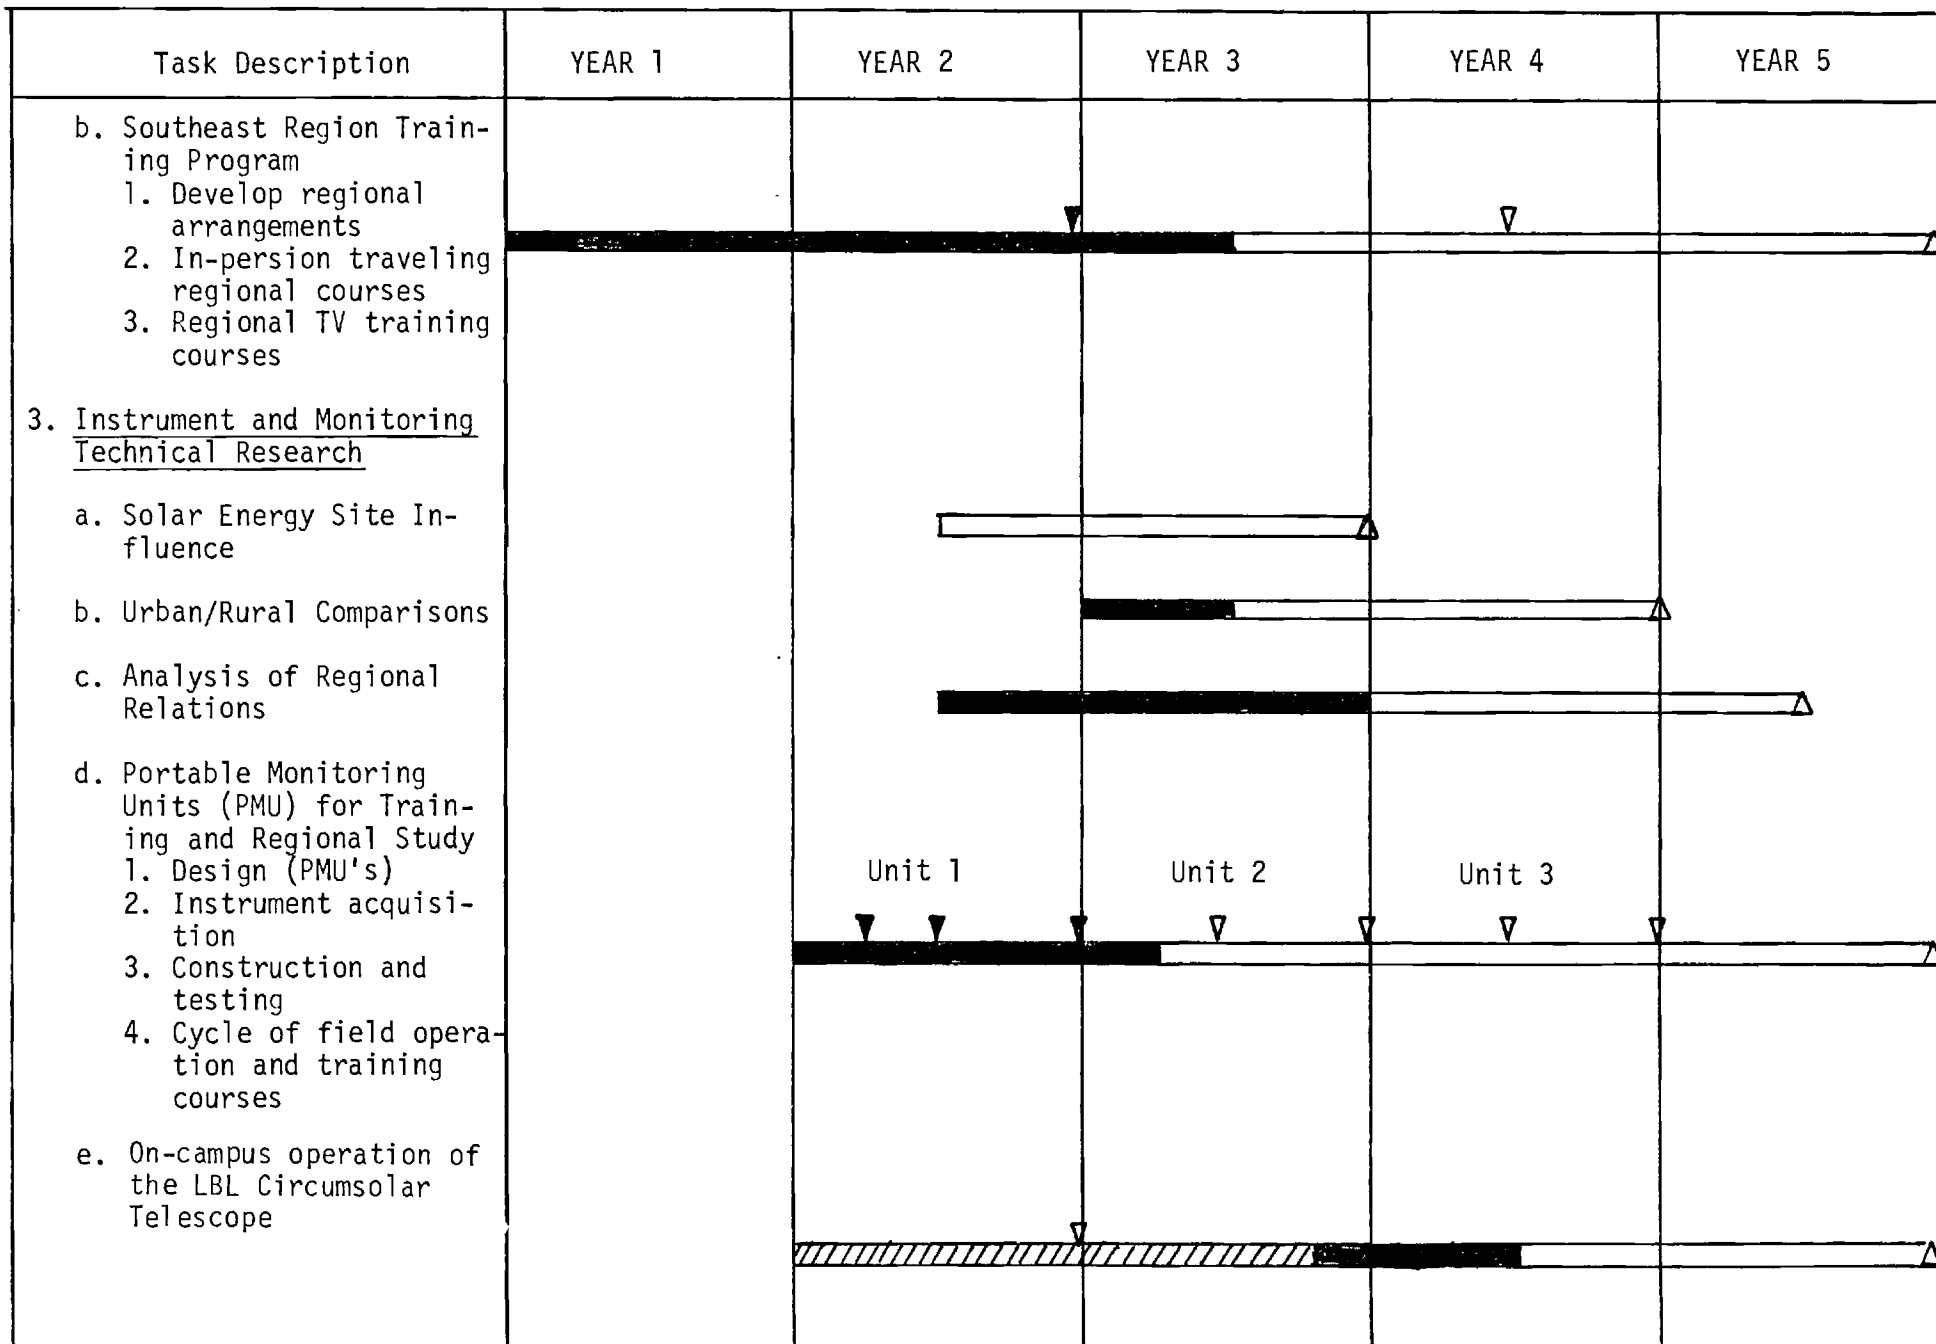 Task Description YEAR 1 YEAR 2 YEAR 3 YEAR 4 YEAR 5
b. Southeast Region Train-
ing Program
1. Develop regional
arrangements
2. In-persion traveling
regional courses
3. Regional TV training
courses
3. Instrument and Monitoring
Technical Research
a. Solar Energy Site In-
fluence
b. Urban/Rural Comparisons
c. Analysis of Regional
Relations
d. Portable Monitoring
Units (PMU) for Train-
ing and Regional Study
1. Design (PMU's) Unit 1 Unit 2 Unit 3
2. Instrument acquisi-
tion
3. Construction and
testing
4. Cycle of field opera-
tion and training
courses
e. On-campus operation of
the LBL Circumsolar
Telescope